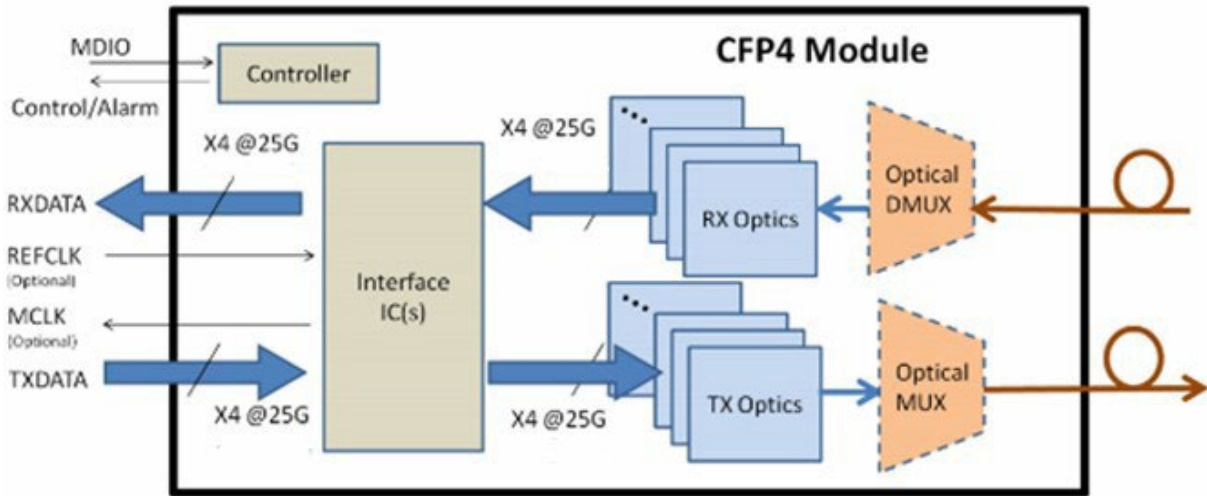 CFP4 Module
MDIO
Controller
Control/Alarm
X4 @25G
X4 @25G
RXDATA
REFCLK
(Optional)
MCLK
(Optional)
TXDATA
X4 @25G
Interface
IC(s)
X4 @25G
RX Optics
Optical
DMUX
TX Optics
Optical
MUX